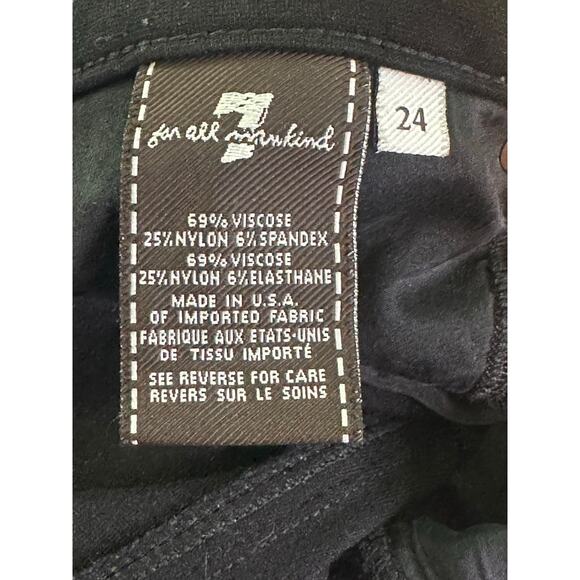 7
for all mankind
24
69% VISCOSE
25% NYLON 6% SPANDEX
69% VISCOSE
25% NYLON 6% ELASTHANE
MADE IN U.S.A.
OF IMPORTED FABRIC
FABRIQUE AUX ETATS-UNIS
DE TISSU IMPORTÉ
SEE REVERSE FOR CARE
REVERS SUR LE SOINS